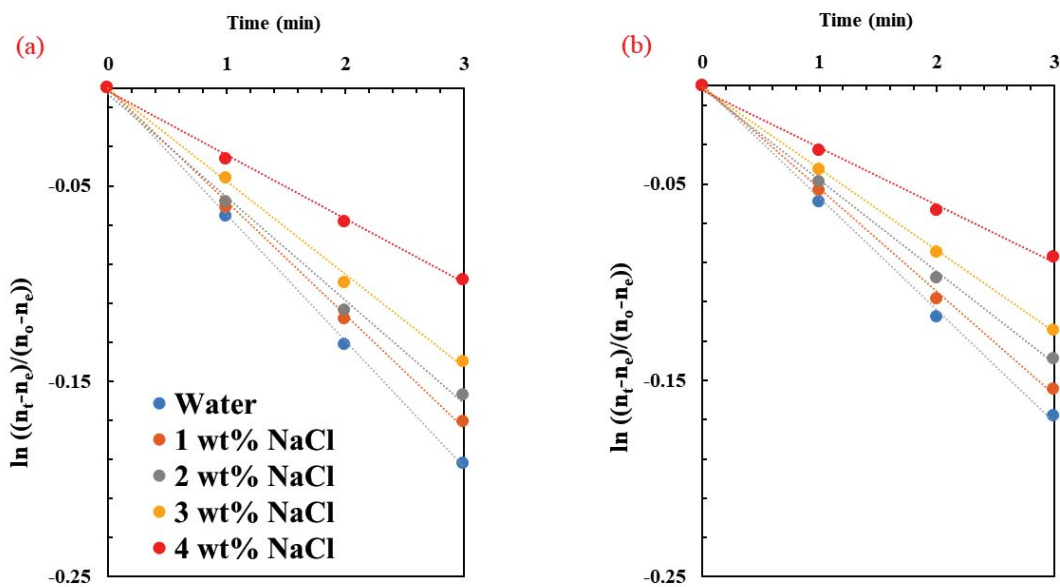 (a)
Time (min)
0 1 2 3
-0.05
-0.15
-0.25
ln ((nₜ-nₑ)/(nₒ-nₑ))
Water
1 wt% NaCl
2 wt% NaCl
3 wt% NaCl
4 wt% NaCl
(b)
Time (min)
0 1 2 3
-0.05
-0.15
-0.25
ln ((nₜ-nₑ)/(nₒ-nₑ))